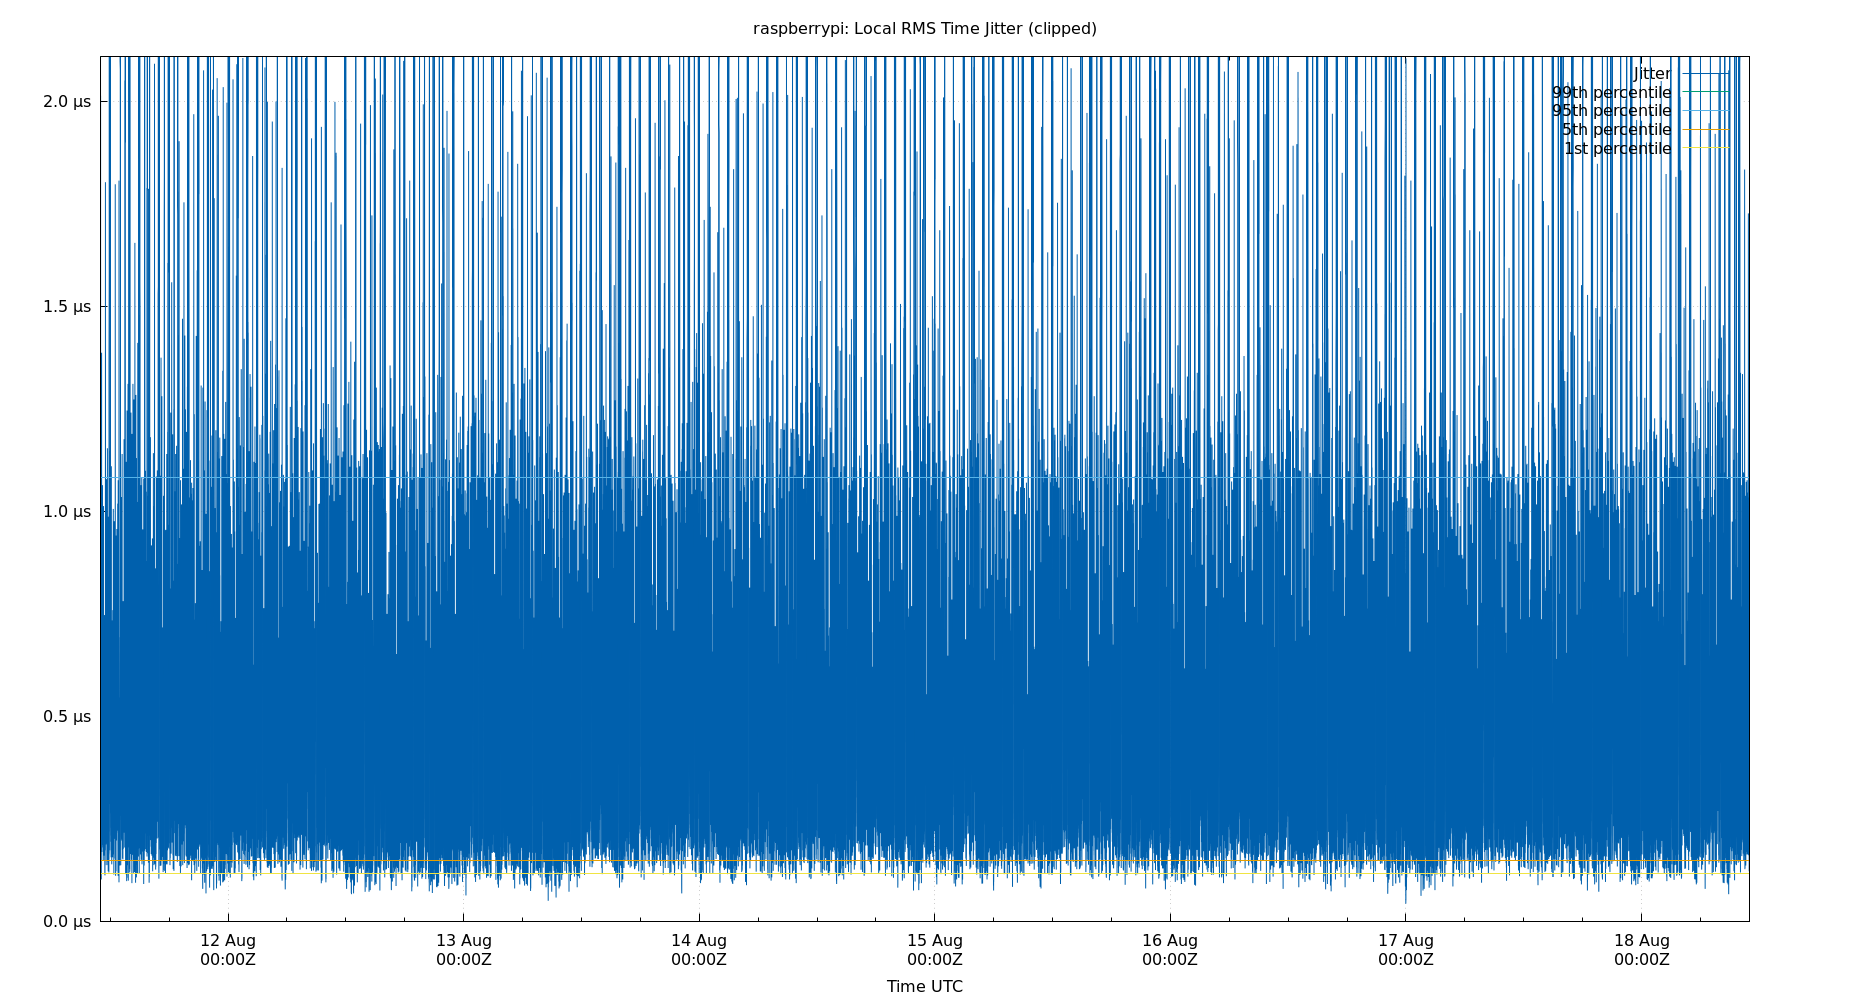 raspberrypi: Local RMS Time Jitter (clipped)
Jitter
99th percentile
95th percentile
5th percentile
1st percentile
2.0 µs
1.5 µs
1.0 µs
0.5 µs
0.0 µs
12 Aug 13 Aug 14 Aug 15 Aug 16 Aug 17 Aug 18 Aug
00:00Z 00:00Z 00:00Z 00:00Z 00:00Z 00:00Z 00:00Z
Time UTC